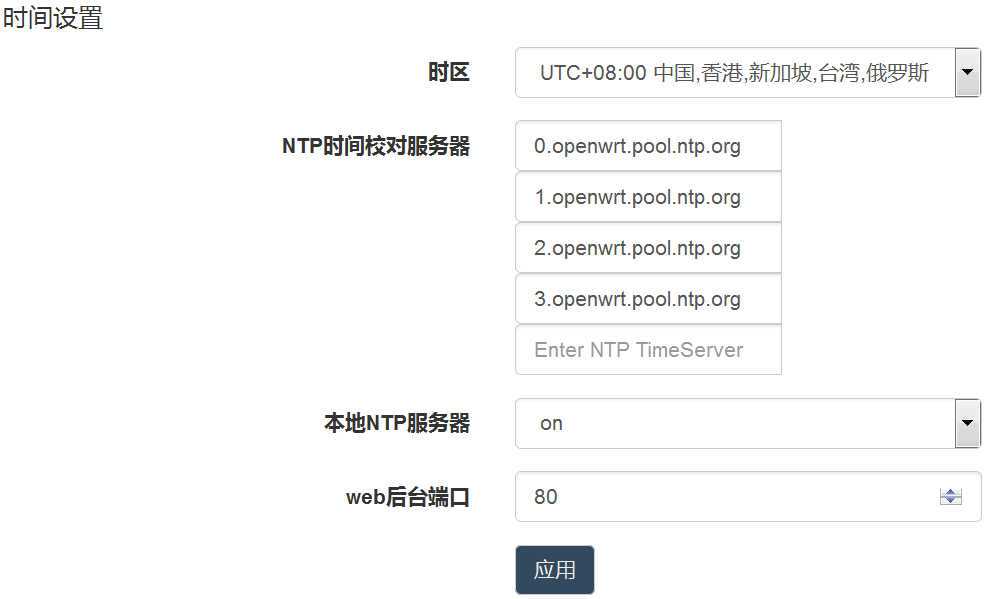 时间设置
时区
UTC+08:00 中国,香港,新加坡,台湾,俄罗斯
NTP时间校对服务器
0.openwrt.pool.ntp.org
1.openwrt.pool.ntp.org
2.openwrt.pool.ntp.org
3.openwrt.pool.ntp.org
Enter NTP TimeServer
本地NTP服务器
on
web后台端口
80
应用